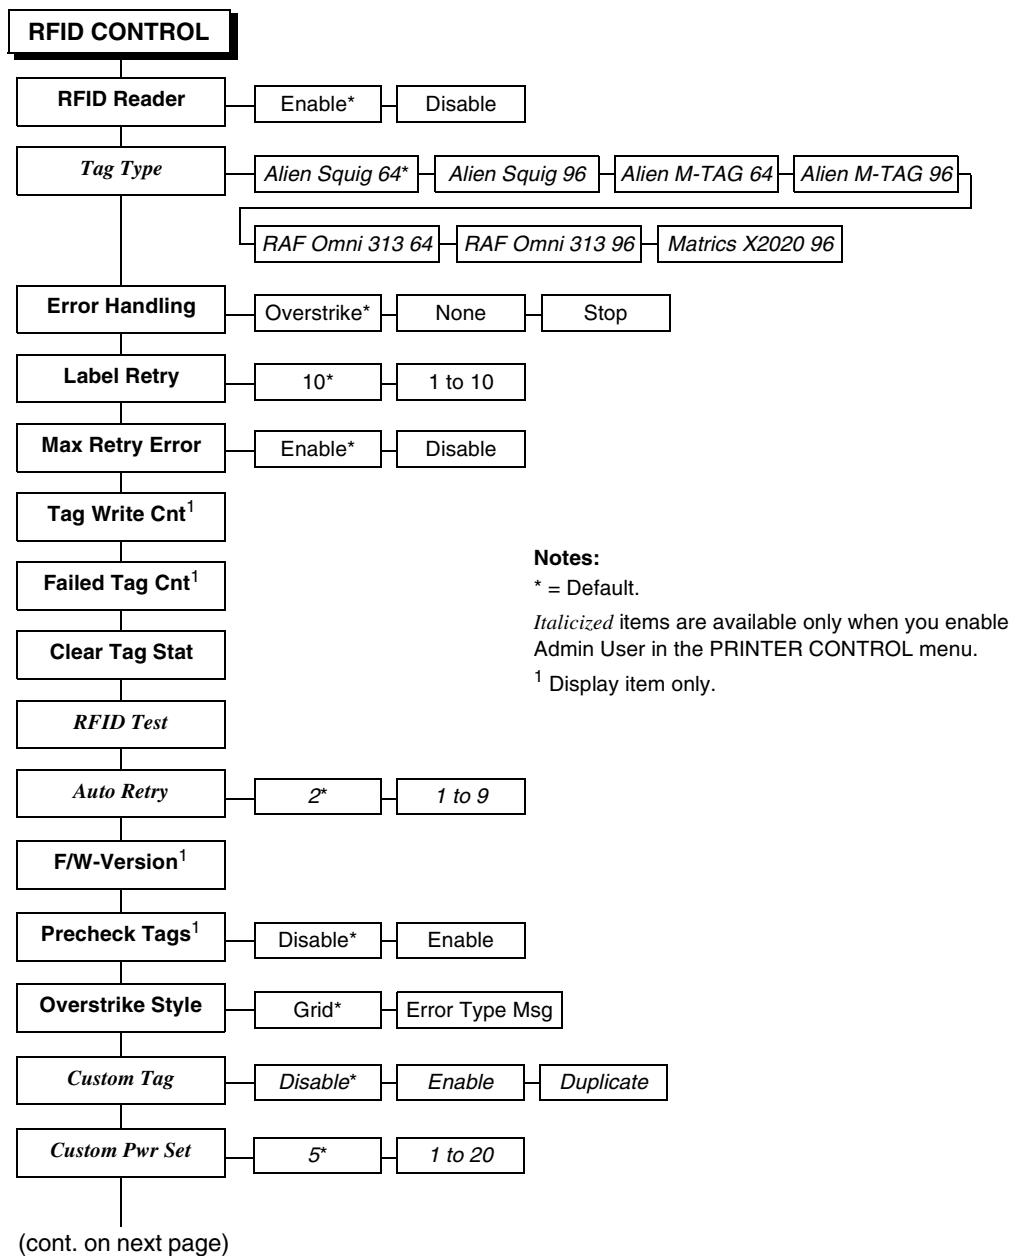 RFID CONTROL
RFID Reader Enable* Disable
Tag Type Alien Squig 64* Alien Squig 96 Alien M-TAG 64 Alien M-TAG 96
RAF Omni 313 64 RAF Omni 313 96 Matrics X2020 96
Error Handling Overstrike* None Stop
Label Retry 10* 1 to 10
Max Retry Error Enable* Disable
Tag Write Cnt1
Failed Tag Cnt1
Clear Tag Stat
RFID Test
Auto Retry 2* 1 to 9
F/W-Version1
Precheck Tags1 Disable* Enable
Overstrike Style Grid* Error Type Msg
Custom Tag Disable* Enable Duplicate
Custom Pwr Set 5* 1 to 20
(cont. on next page)
Notes:
* = Default.
Italicized items are available only when you enable
Admin User in the PRINTER CONTROL menu.
1 Display item only.